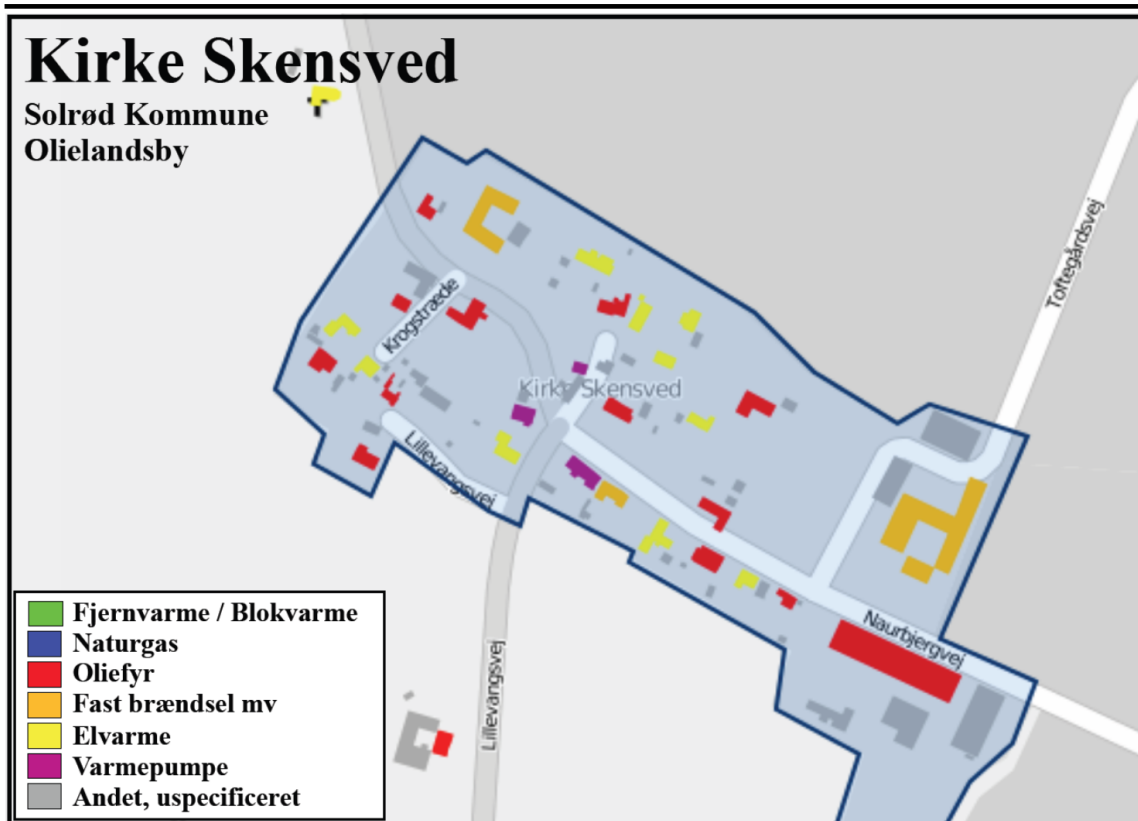 Kirke Skensved
Solrød Kommune
Olielandsby
Toftegårdsvej
Krogstræde
Kirke Skensved
Lillevangsvej
Naurbjergvej
Lillevangsvej
Fjernvarme / Blokvarme
Naturgas
Oliefyr
Fast brændsel mv
Elvarme
Varmepumpe
Andet, uspecificeret